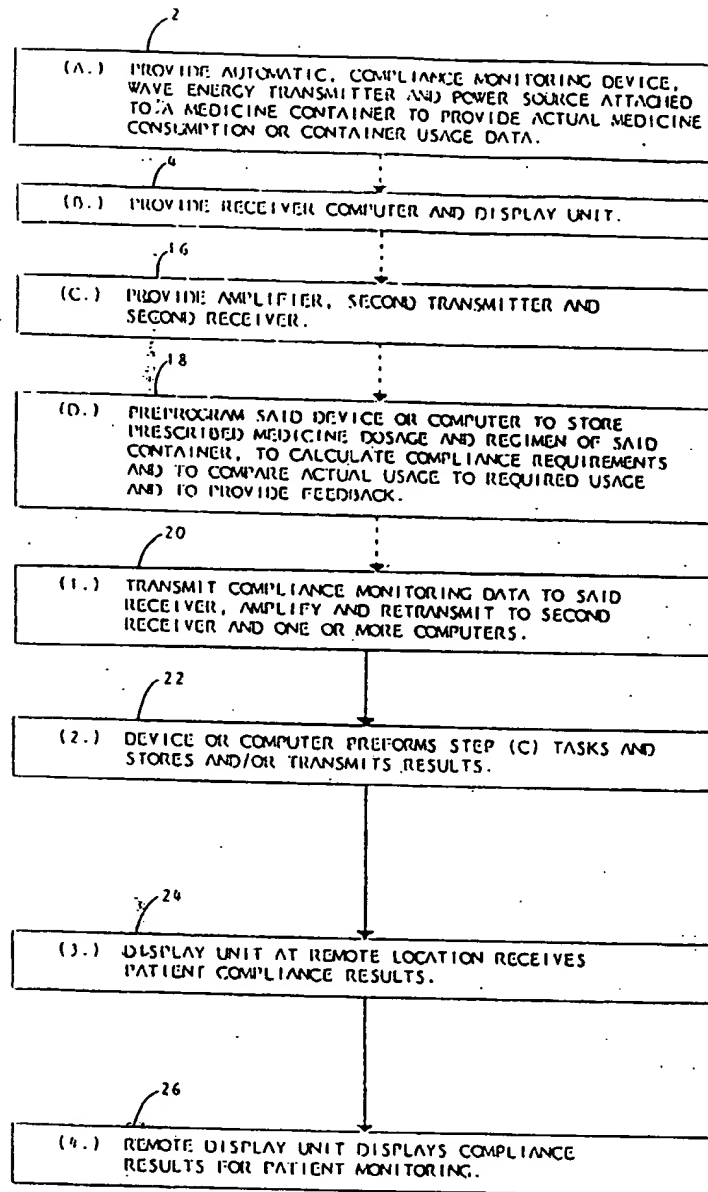 2
(A.) PROVIDE AUTOMATIC, COMPLIANCE MONITORING DEVICE,
WAVE ENERGY TRANSMITTER AND POWER SOURCE ATTACHED
TO A MEDICINE CONTAINER TO PROVIDE ACTUAL MEDICINE
CONSUMPTION OR CONTAINER USAGE DATA.
4
(B.) PROVIDE RECEIVER COMPUTER AND DISPLAY UNIT.
16
(C.) PROVIDE AMPLIFIER, SECOND TRANSMITTER AND
SECOND RECEIVER.
18
(D.) PREPROGRAM SAID DEVICE OR COMPUTER TO STORE
PRESCRIBED MEDICINE DOSAGE AND REGIMEN OF SAID
CONTAINER, TO CALCULATE COMPLIANCE REQUIREMENTS
AND TO COMPARE ACTUAL USAGE TO REQUIRED USAGE
AND TO PROVIDE FEEDBACK.
20
(1.) TRANSMIT COMPLIANCE MONITORING DATA TO SAID
RECEIVER, AMPLIFY AND RETRANSMIT TO SECOND
RECEIVER AND ONE OR MORE COMPUTERS.
22
(2.) DEVICE OR COMPUTER PREFORMS STEP (C) TASKS AND
STORES AND/OR TRANSMITS RESULTS.
24
(3.) DISPLAY UNIT AT REMOTE LOCATION RECEIVES
PATIENT COMPLIANCE RESULTS.
26
(4.) REMOTE DISPLAY UNIT DISPLAYS COMPLIANCE
RESULTS FOR PATIENT MONITORING.